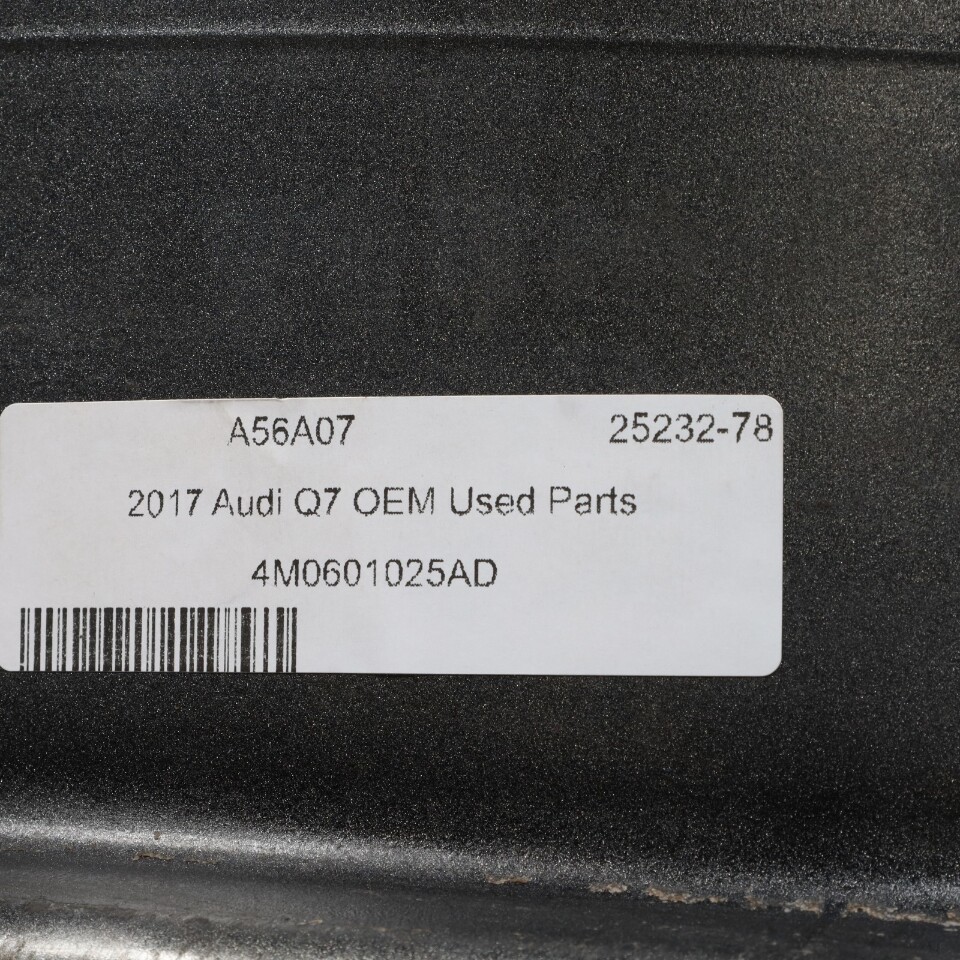 A56A07 25232-78
2017 Audi Q7 OEM Used Parts
4M0601025AD